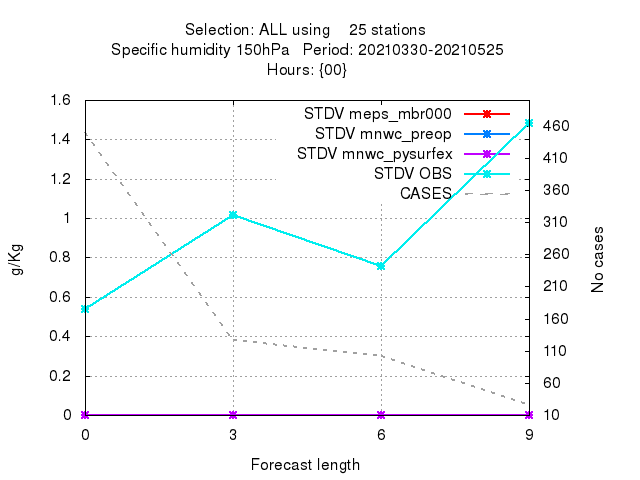 Selection: ALL using 25 stations
Specific humidity 150hPa Period: 20210330-20210525
Hours: {00}
STDV meps_mbr000
STDV mnwc_preop
STDV mnwc_pysurfex
STDV OBS
CASES
1.6
1.4
1.2
1
0.8
0.6
0.4
0.2
0
g/Kg
460
410
360
310
260
210
160
110
60
10
No cases
0 3 6 9
Forecast length